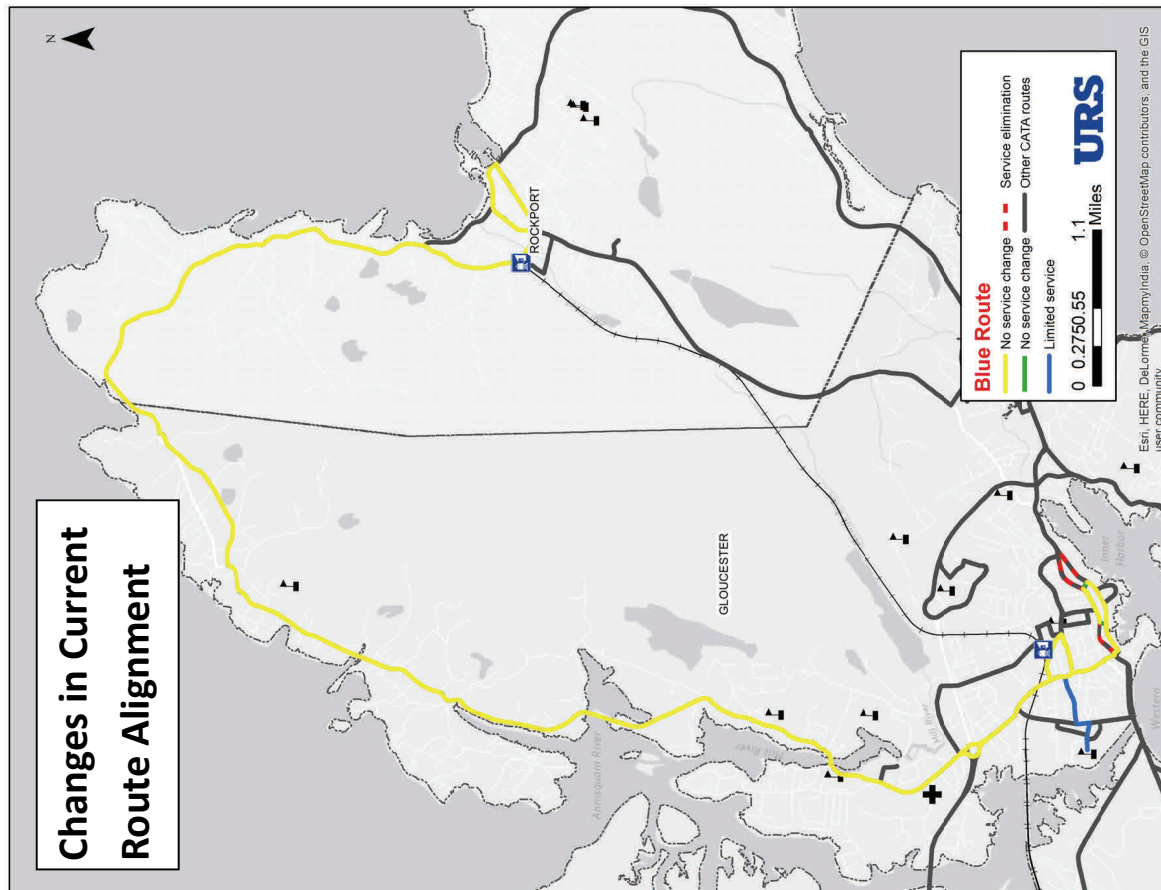 Changes in Current
Route Alignment
N
ROCKPORT
GLOUCESTER
Annisquam River
Mill River
Mill River
Inner
Harbor
Western
Blue Route
No service change
Service elimination
No service change
Other CATA routes
Limited service
0 0.2750.55 1.1
Miles
URS
Esri, HERE, DeLorme, MapmyIndia, © OpenStreetMap contributors, and the GIS
user community